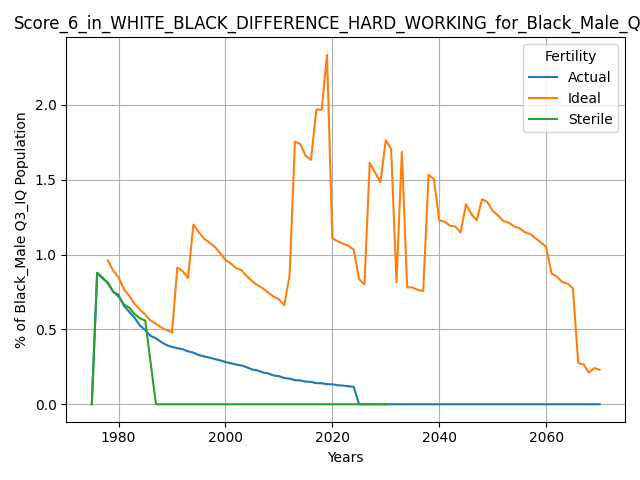 Score_6_in_WHITE_BLACK_DIFFERENCE_HARD_WORKING_for_Black_Male_Q
% of Black_Male Q3_IQ Population
2.0
1.5
1.0
0.5
0.0
Fertility
Actual
Ideal
Sterile
1980
2000
2020
2040
2060
Years